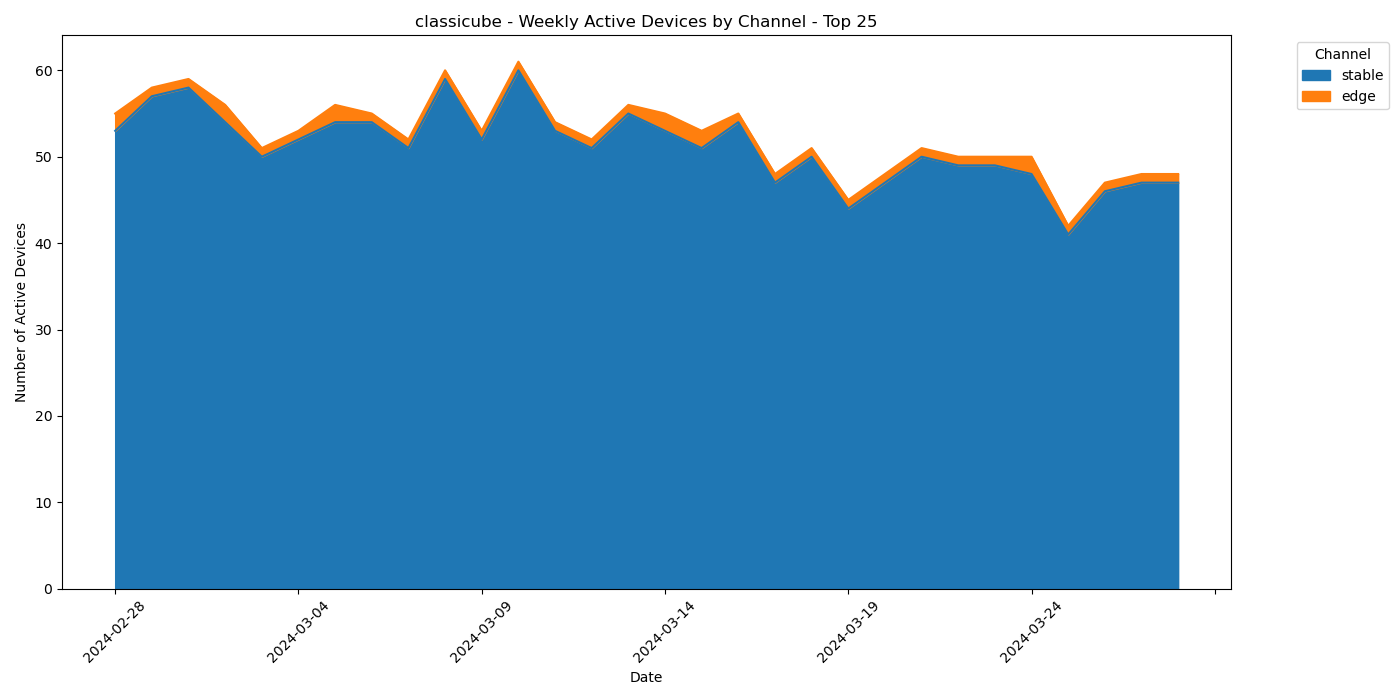 classicube - Weekly Active Devices by Channel - Top 25
Channel
stable
edge
60
50
40
30
20
10
0
Number of Active Devices
2024-02-28
2024-03-04
2024-03-09
2024-03-14
2024-03-19
2024-03-24
Date